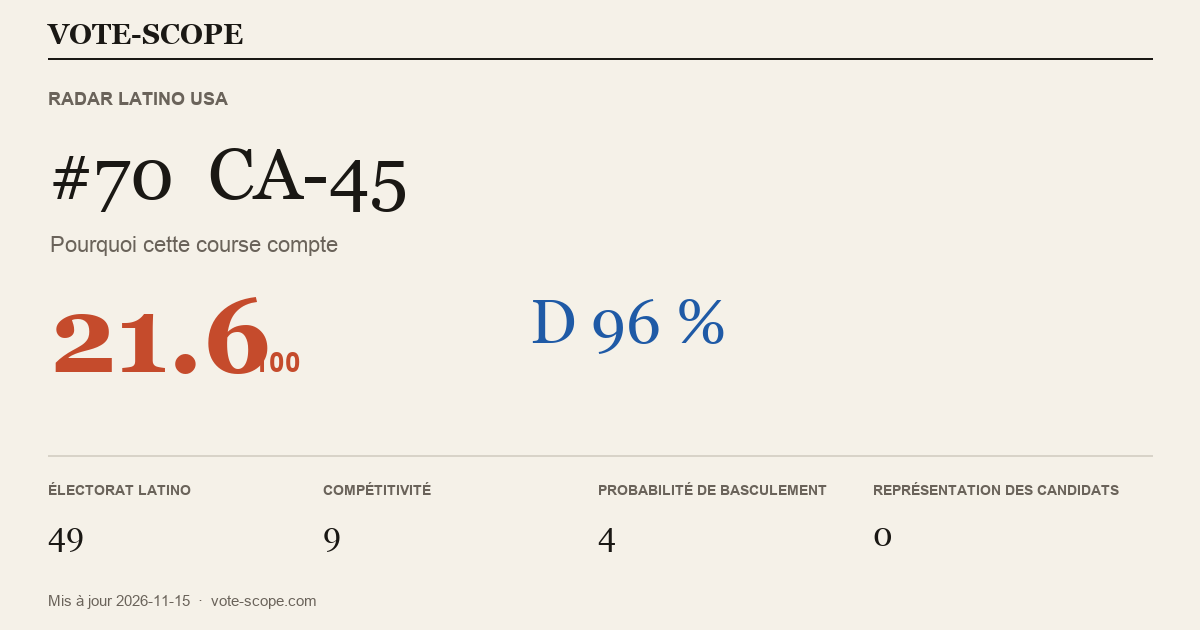 VOTE-SCOPE
RADAR LATINO USA
#70 CA-45
Pourquoi cette course compte
21.6 D 96 %
ÉLECTORAT LATINO COMPÉTITIVITÉ PROBABILITÉ DE BASCULEMENT REPRÉSENTATION DES CANDIDATS
49 9 4 0
Mis à jour 2026-11-15 · vote-scope.com